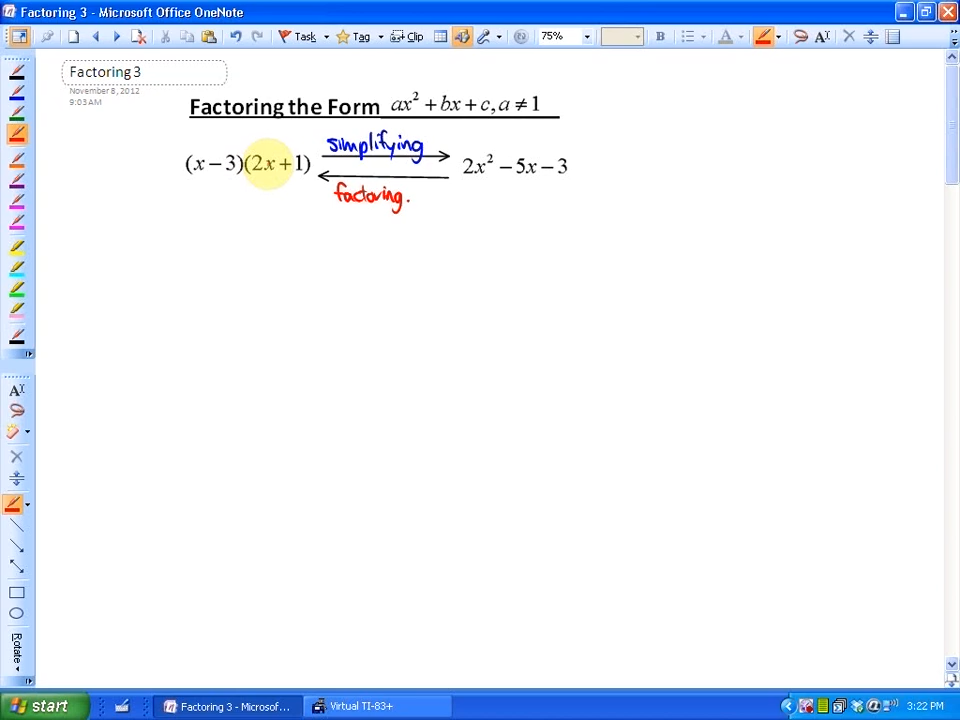 Factoring 3 - Microsoft Office OneNote
Task Tag Clip 75% B A A
Factoring 3
November 8, 2012
9:03 AM
Factoring the Form ax² + bx + c, a ≠ 1
simplifying
(x − 3)(2x + 1) 2x² − 5x − 3
factoring.
A
Rotate
start Factoring 3 - Microsof... Virtual TI-83+ 3:22 PM